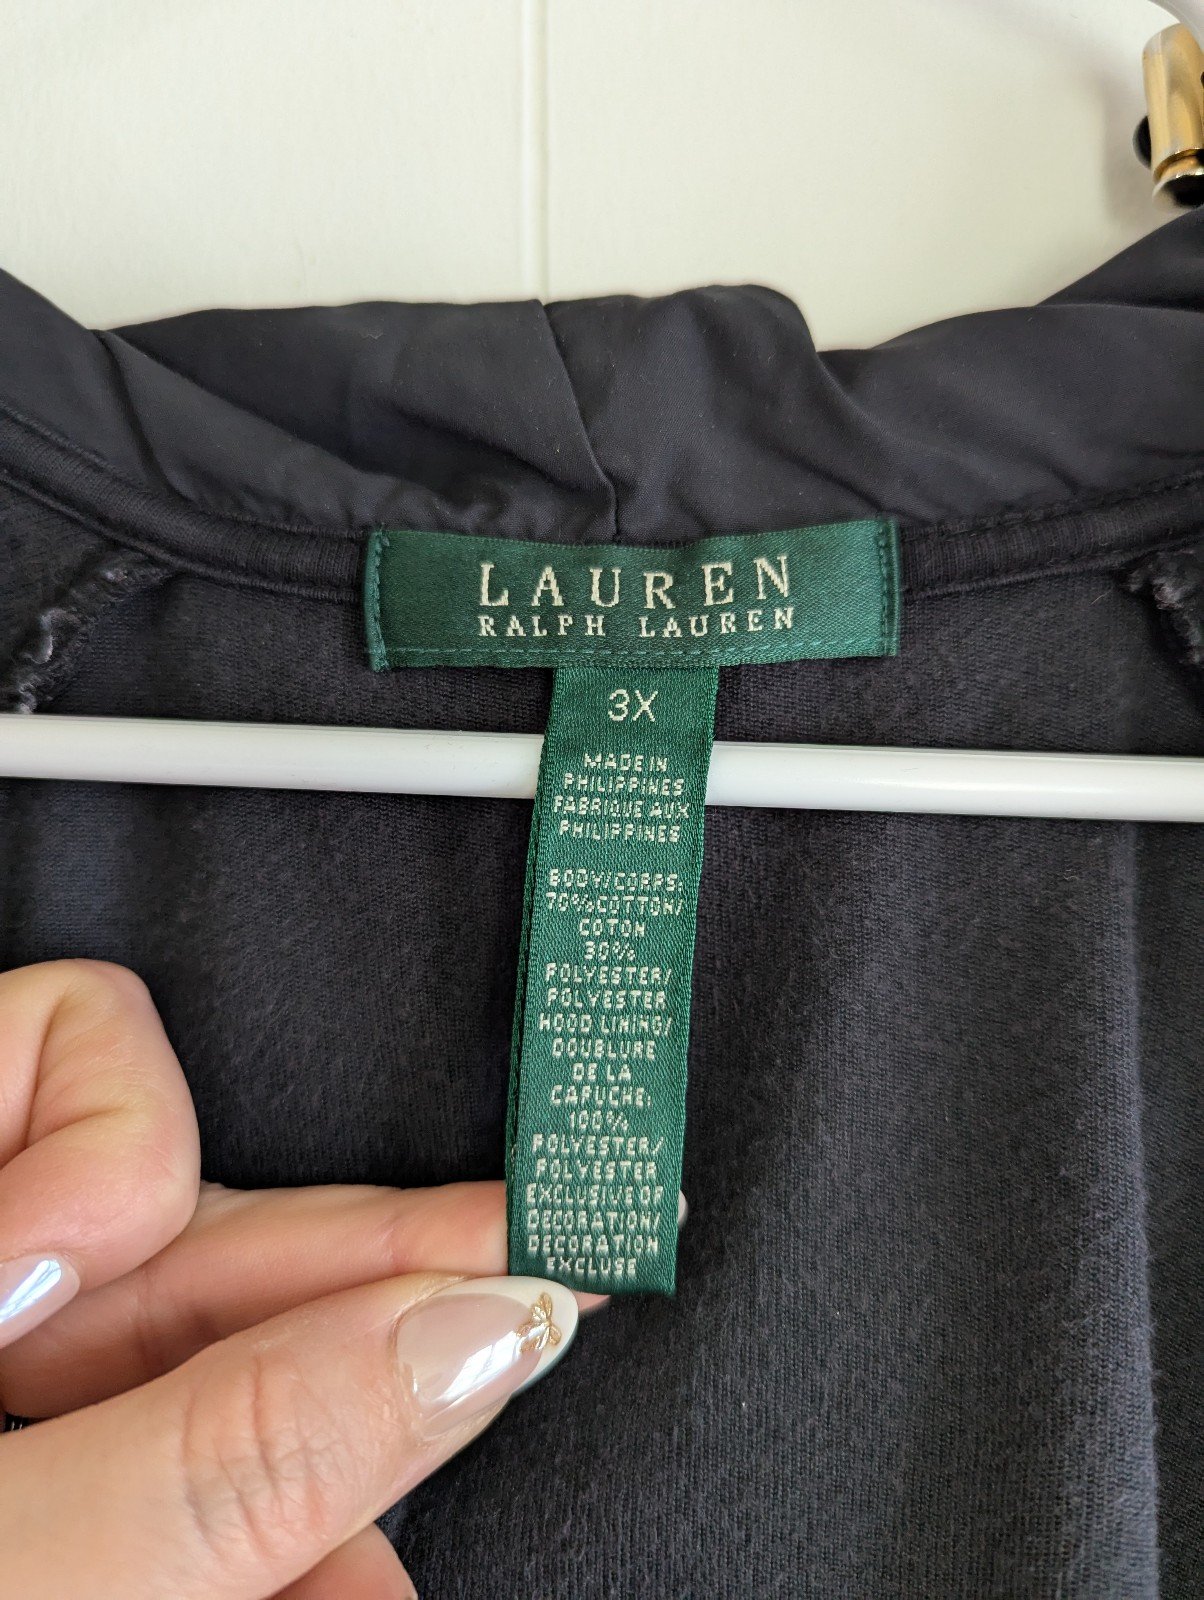 LAUREN
RALPH LAUREN
3X
MADE IN
PHILIPPINES
FABRIQUE AUX
PHILIPPINES
BODY/CORPS:
70%COTTON/
COTON
30%
POLYESTER/
POLYESTER
HOOD LINING/
DOUBLURE
DE LA
CAPUCHE:
100%
POLYESTER/
POLYESTER
EXCLUSIVE OF
DECORATION/
DECORATION
EXCLUSE